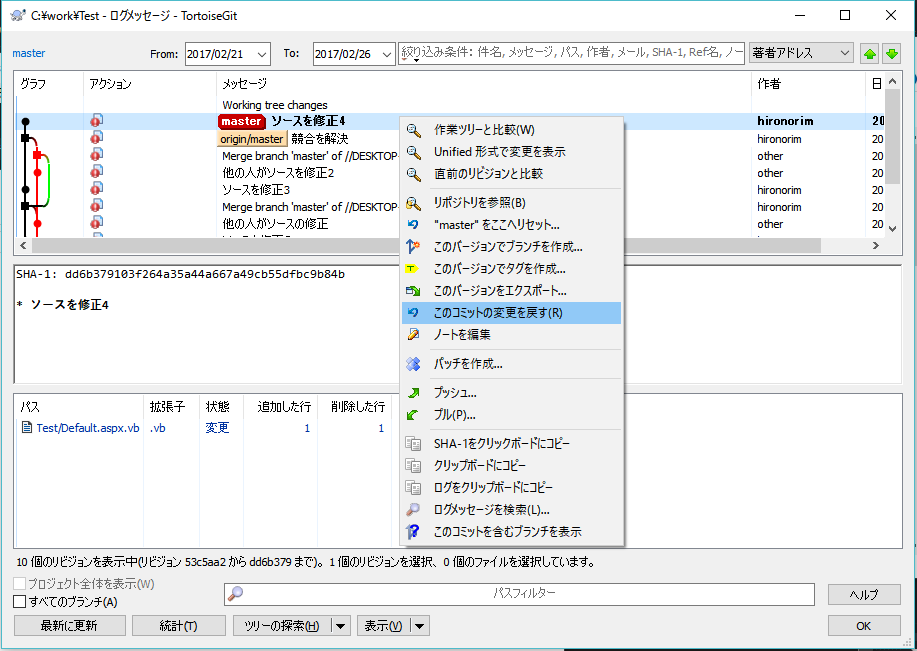 C:¥work¥Test - ログメッセージ - TortoiseGit
master From: 2017/02/21 To: 2017/02/26 絞り込み条件: 件名, メッセージ, パス, 作者, メール, SHA-1, Ref名, ノー 著者アドレス
グラフ アクション メッセージ 作者 日
Working tree changes
master ソースを修正4 hironorim 20
origin/master 競合を解決 hironorim 20
Merge branch 'master' of //DESKTOP- other 20
他の人がソースを修正2 other 20
ソースを修正3 hironorim 20
Merge branch 'master' of //DESKTOP- hironorim 20
他の人がソースの修正 other 20
SHA-1: dd6b379103f264a35a44a667a49cb55dfbc9b84b
* ソースを修正4
パス 拡張子 状態 追加した行 削除した行
Test/Default.aspx.vb .vb 変更 1 1
作業ツリーと比較(W)
Unified 形式で変更を表示
直前のリビジョンと比較
リポジトリを参照(B)
"master" をここへリセット...
このバージョンでブランチを作成...
このバージョンでタグを作成...
このバージョンをエクスポート...
このコミットの変更を戻す(R)
ノートを編集
パッチを作成...
プッシュ...
プル(P)...
SHA-1をクリックボードにコピー
クリップボードにコピー
ログをクリップボードにコピー
ログメッセージを検索(L)...
このコミットを含むブランチを表示
10 個のリビジョンを表示中(リビジョン 53c5aa2 から dd6b379 まで)。1 個のリビジョンを選択、0 個のファイルを選択しています。
プロジェクト全体を表示(W)
すべてのブランチ(A)
パスフィルター
ヘルプ
最新に更新 統計(T) ツリーの探索(H) 表示(V) OK